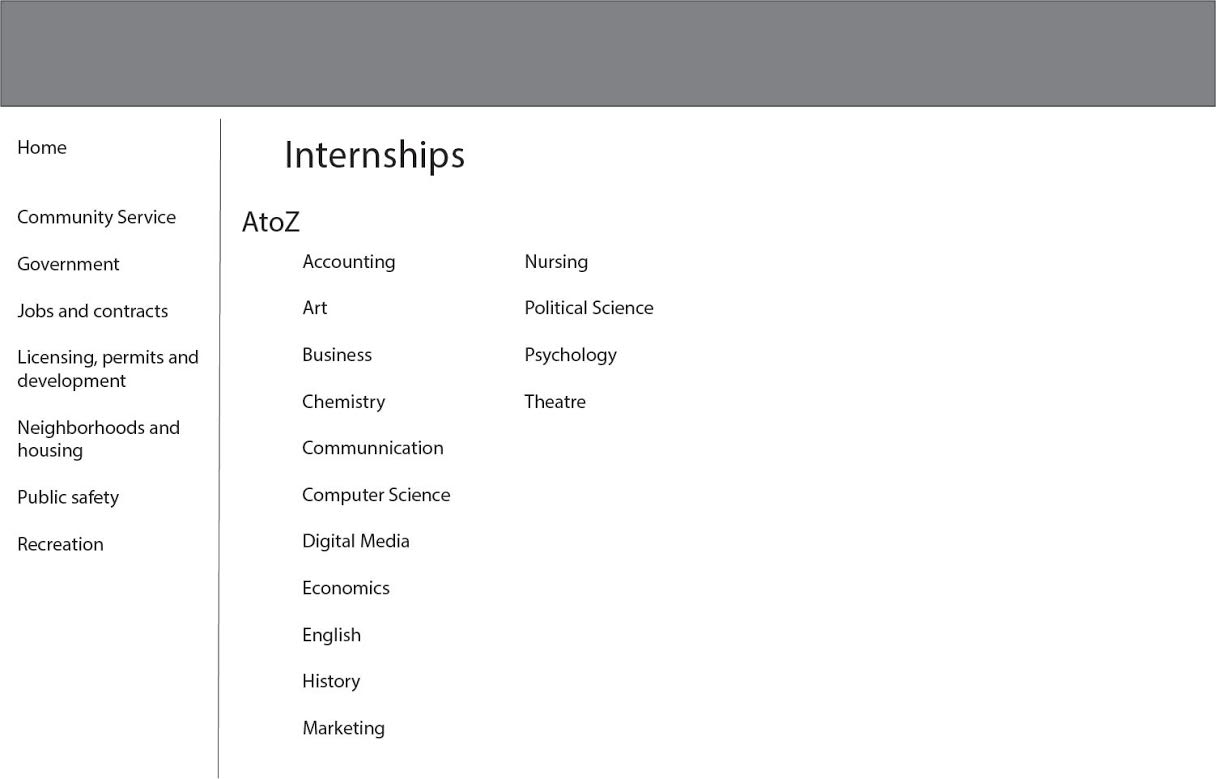 Home
Community Service
Government
Jobs and contracts
Licensing, permits and
development
Neighborhoods and
housing
Public safety
Recreation
Internships
AtoZ
Accounting
Art
Business
Chemistry
Communnication
Computer Science
Digital Media
Economics
English
History
Marketing
Nursing
Political Science
Psychology
Theatre